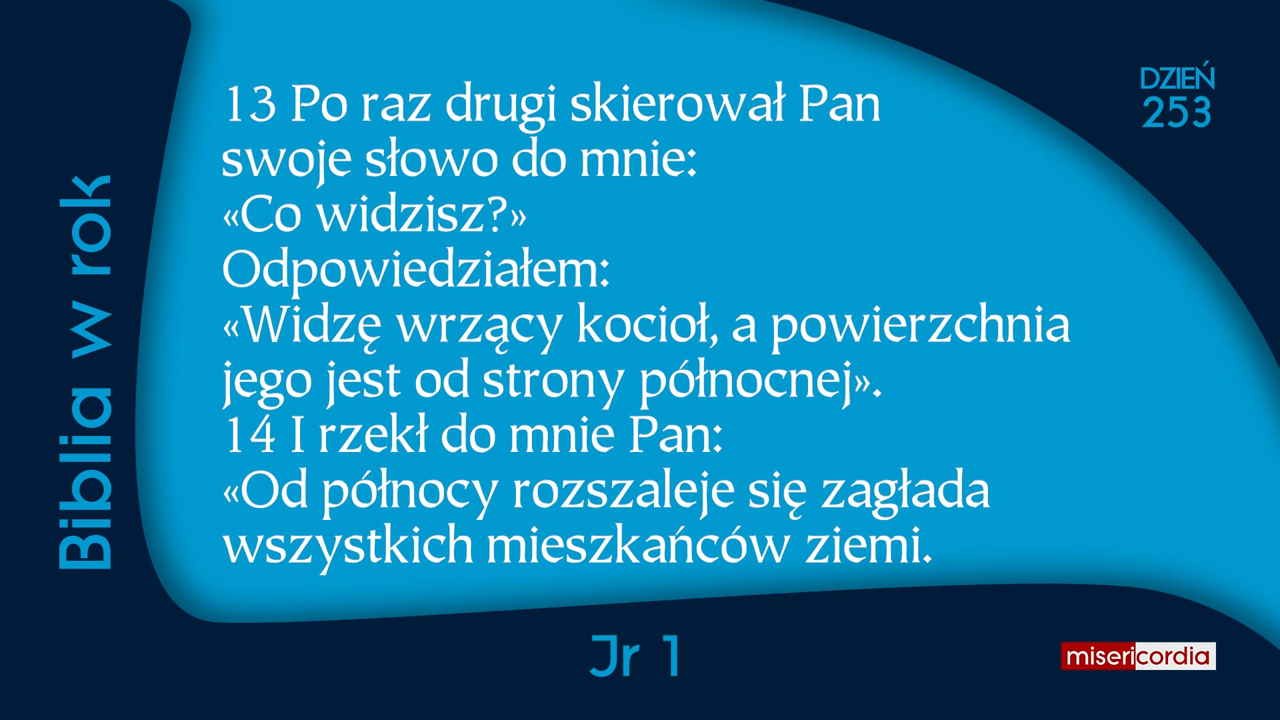 Biblia w rok
DZIEŃ
253
13 Po raz drugi skierował Pan
swoje słowo do mnie:
«Co widzisz?»
Odpowiedziałem:
«Widzę wrzący kocioł, a powierzchnia
jego jest od strony północnej».
14 I rzekł do mnie Pan:
«Od północy rozszaleje się zagłada
wszystkich mieszkańców ziemi.
Jr 1
misericordia